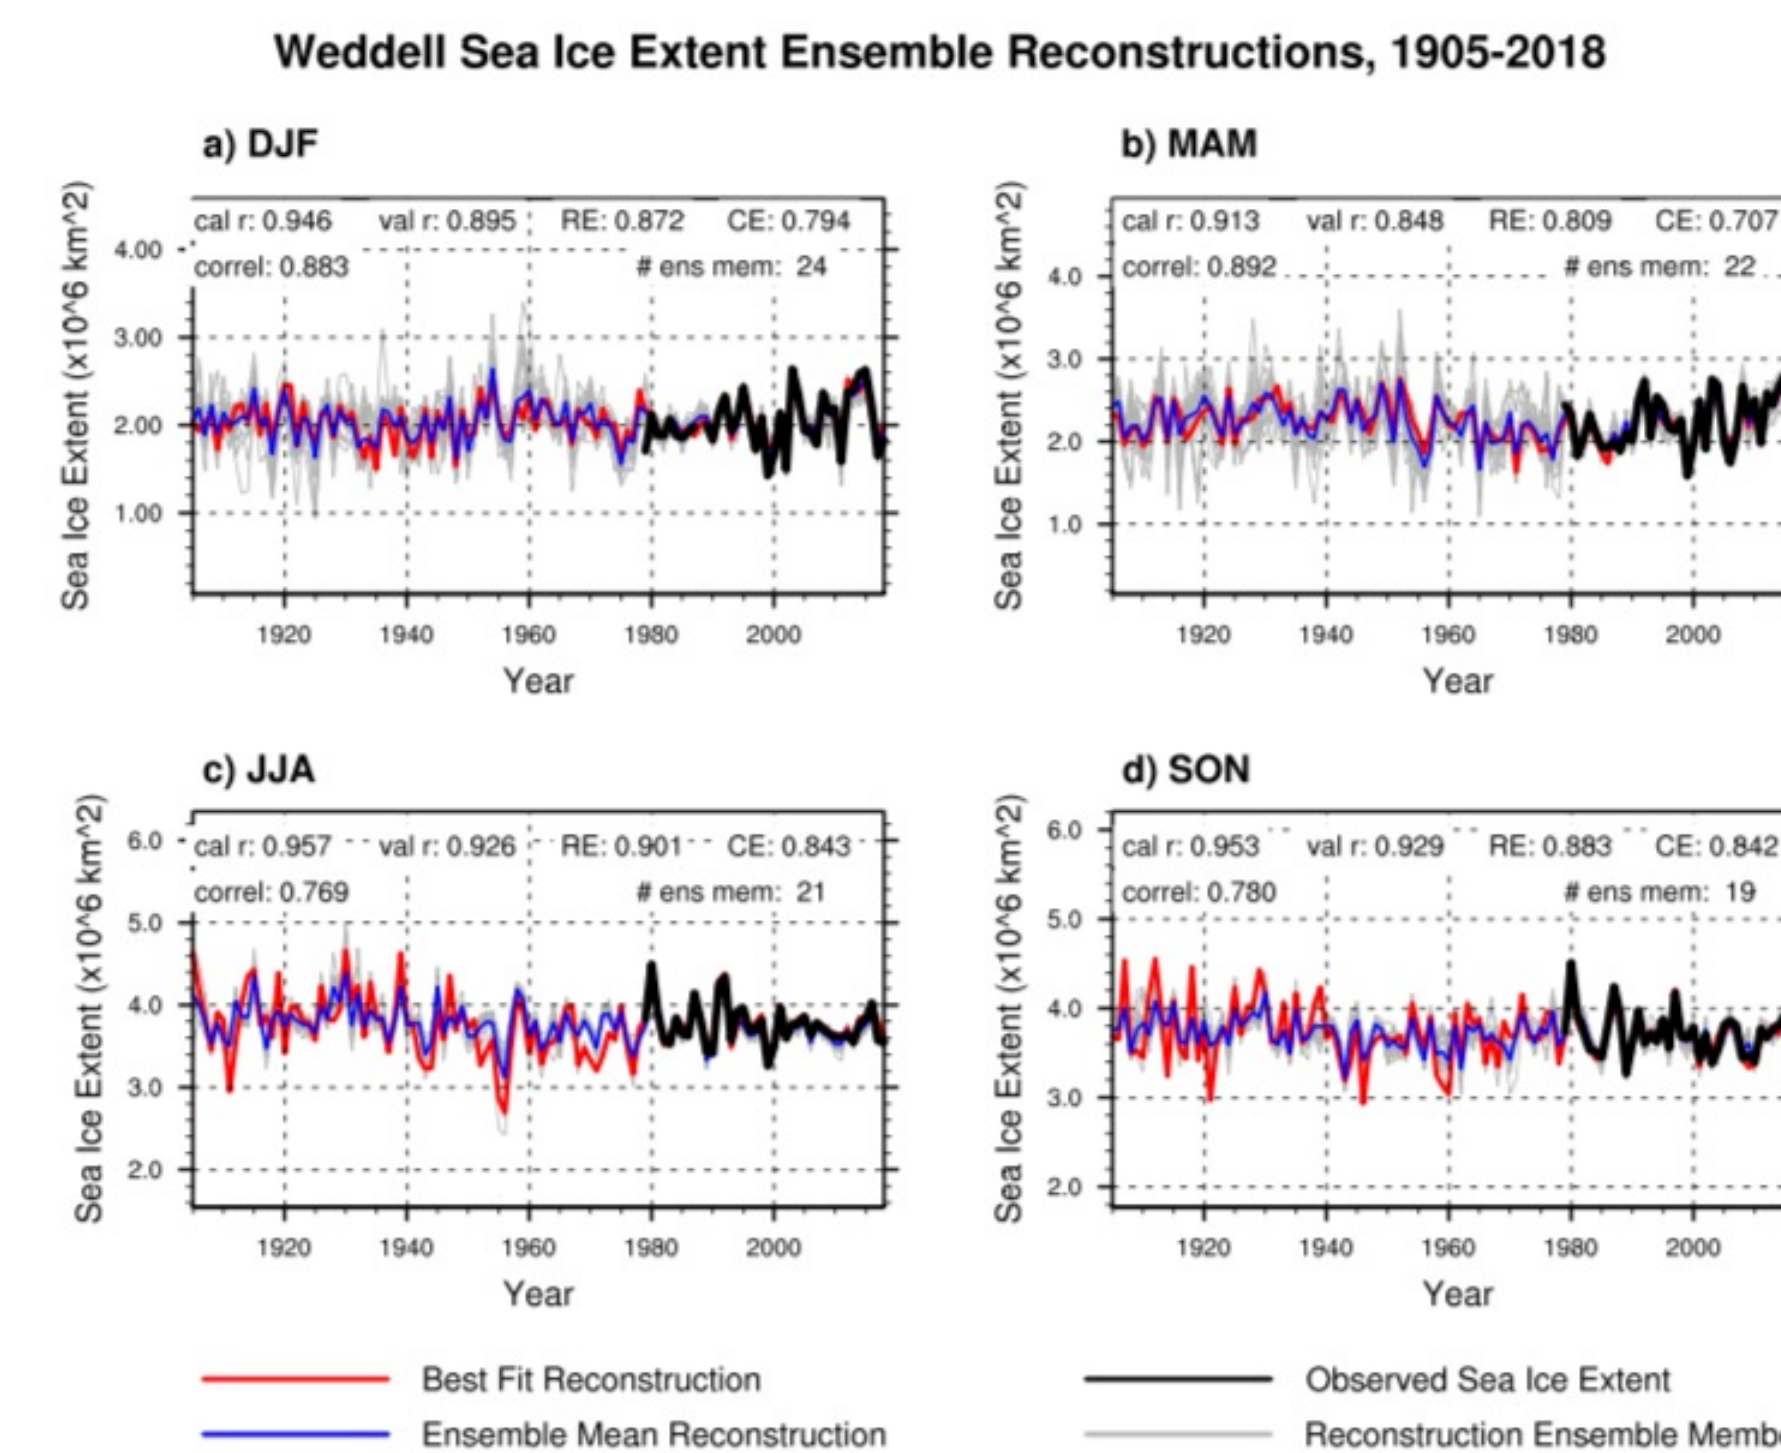 Weddell Sea Ice Extent Ensemble Reconstructions, 1905-2018
a) DJF
Sea Ice Extent (x10^6 km^2)
cal r: 0.946 val r: 0.895 RE: 0.872 CE: 0.794
correl: 0.883 # ens mem: 24
4.00
3.00
2.00
1.00
1920 1940 1960 1980 2000
Year
b) MAM
Sea Ice Extent (x10^6 km^2)
cal r: 0.913 val r: 0.848 RE: 0.809 CE: 0.707
correl: 0.892 # ens mem: 22
4.0
3.0
2.0
1.0
1920 1940 1960 1980 2000
Year
c) JJA
Sea Ice Extent (x10^6 km^2)
cal r: 0.957 val r: 0.926 RE: 0.901 CE: 0.843
correl: 0.769 # ens mem: 21
6.0
5.0
4.0
3.0
2.0
1920 1940 1960 1980 2000
Year
d) SON
Sea Ice Extent (x10^6 km^2)
cal r: 0.953 val r: 0.929 RE: 0.883 CE: 0.842
correl: 0.780 # ens mem: 19
6.0
5.0
4.0
3.0
2.0
1920 1940 1960 1980 2000
Year
Best Fit Reconstruction
Ensemble Mean Reconstruction
Observed Sea Ice Extent
Reconstruction Ensemble Memb